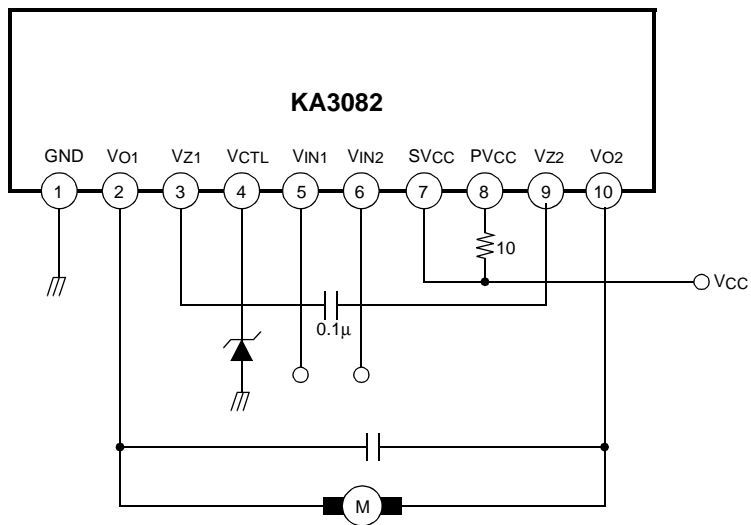 KA3082
GND VO1 VZ1 VCTL VIN1 VIN2 SVCC PVCC VZ2 VO2
1 2 3 4 5 6 7 8 9 10
10
VCC
0.1μ
M